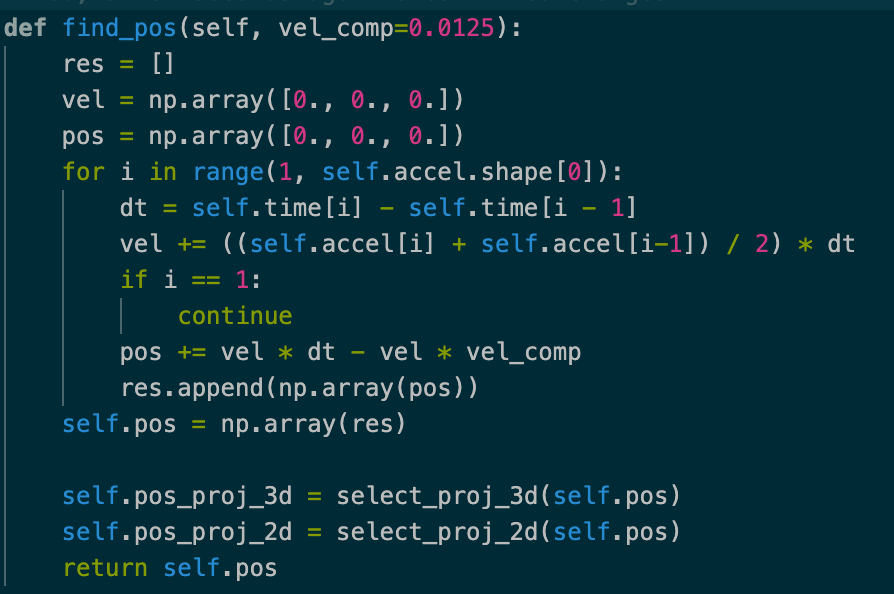 def find_pos(self, vel_comp=0.0125):
    res = []
    vel = np.array([0., 0., 0.])
    pos = np.array([0., 0., 0.])
    for i in range(1, self.accel.shape[0]):
        dt = self.time[i] - self.time[i - 1]
        vel += ((self.accel[i] + self.accel[i-1]) / 2) * dt
        if i == 1:
            continue
        pos += vel * dt - vel * vel_comp
        res.append(np.array(pos))
    self.pos = np.array(res)

    self.pos_proj_3d = select_proj_3d(self.pos)
    self.pos_proj_2d = select_proj_2d(self.pos)
    return self.pos